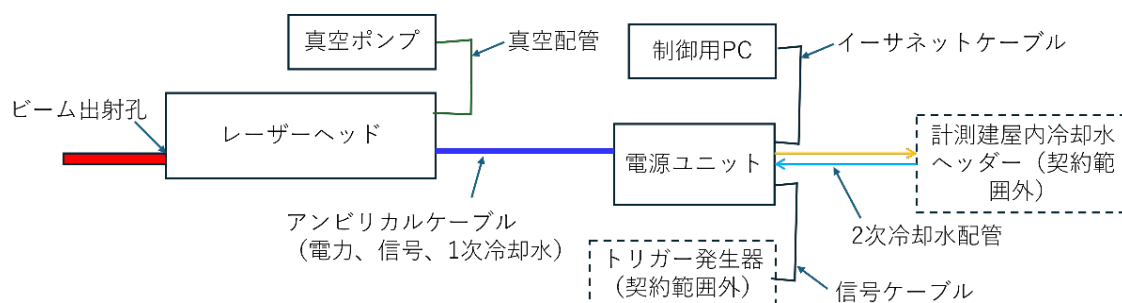 真空ポンプ
真空配管
制御用PC
イーサネットケーブル
ビーム出射孔
レーザーヘッド
電源ユニット
計測建屋内冷却水
ヘッダー（契約範
囲外）
アンビリカルケーブル
（電力、信号、1次冷却水）
2次冷却水配管
トリガー発生器
（契約範囲外）
信号ケーブル